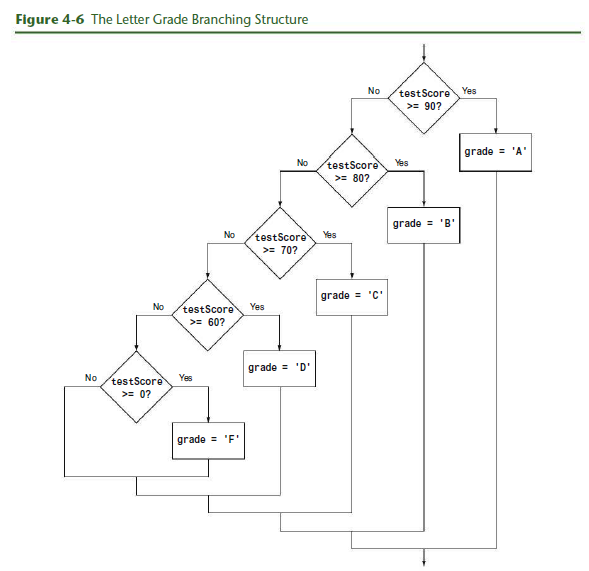 Figure 4-6 The Letter Grade Branching Structure
No
testScore
>= 90?
Yes
grade = 'A'
No
testScore
>= 80?
Yes
grade = 'B'
No
testScore
>= 70?
Yes
grade = 'C'
No
testScore
>= 60?
Yes
grade = 'D'
No
testScore
>= 0?
Yes
grade = 'F'